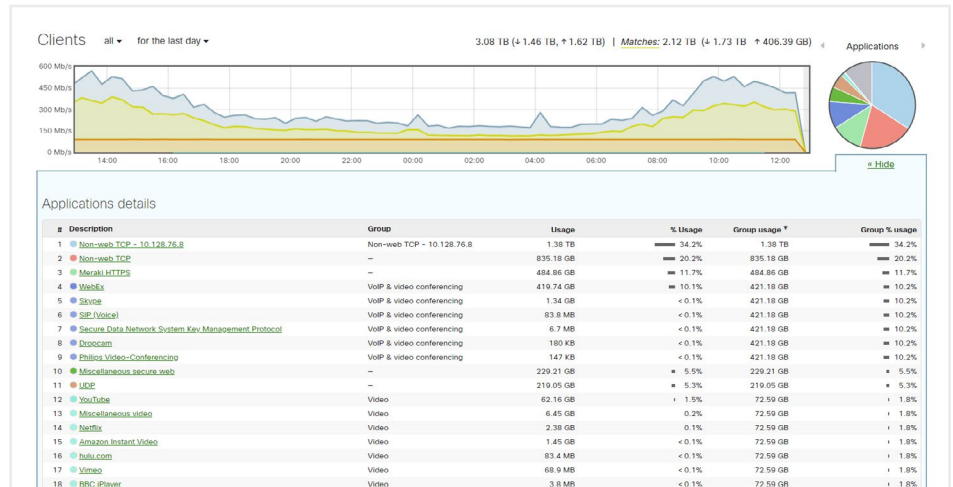 Clients all for the last day 3.08 TB (↓ 1.46 TB, ↑ 1.62 TB) | Matches: 2.12 TB (↓ 1.73 TB ↑ 406.39 GB) Applications
600 Mb/s
450 Mb/s
300 Mb/s
150 Mb/s
0 Mb/s
14:00 16:00 18:00 20:00 22:00 00:00 02:00 04:00 06:00 08:00 10:00 12:00
« Hide
Applications details
# Description Group Usage % Usage Group usage ▼ Group % usage
1 Non-web TCP - 10.128.76.8 Non-web TCP - 10.128.76.8 1.38 TB 34.2% 1.38 TB 34.2%
2 Non-web TCP – 835.18 GB 20.2% 835.18 GB 20.2%
3 Meraki HTTPS – 484.86 GB 11.7% 484.86 GB 11.7%
4 WebEx VoIP & video conferencing 419.74 GB 10.1% 421.18 GB 10.2%
5 Skype VoIP & video conferencing 1.34 GB < 0.1% 421.18 GB 10.2%
6 SIP (Voice) VoIP & video conferencing 83.8 MB < 0.1% 421.18 GB 10.2%
7 Secure Data Network System Key Management Protocol VoIP & video conferencing 6.7 MB < 0.1% 421.18 GB 10.2%
8 Dropcam VoIP & video conferencing 180 KB < 0.1% 421.18 GB 10.2%
9 Philips Video-Conferencing VoIP & video conferencing 147 KB < 0.1% 421.18 GB 10.2%
10 Miscellaneous secure web – 229.21 GB 5.5% 229.21 GB 5.5%
11 UDP – 219.05 GB 5.3% 219.05 GB 5.3%
12 YouTube Video 62.16 GB 1.5% 72.59 GB 1.8%
13 Miscellaneous video Video 6.45 GB 0.2% 72.59 GB 1.8%
14 Netflix Video 2.38 GB 0.1% 72.59 GB 1.8%
15 Amazon Instant Video Video 1.45 GB < 0.1% 72.59 GB 1.8%
16 hulu.com Video 83.4 MB < 0.1% 72.59 GB 1.8%
17 Vimeo Video 68.9 MB < 0.1% 72.59 GB 1.8%
18 BBC iPlayer Video 3.8 MB < 0.1% 72.59 GB 1.8%